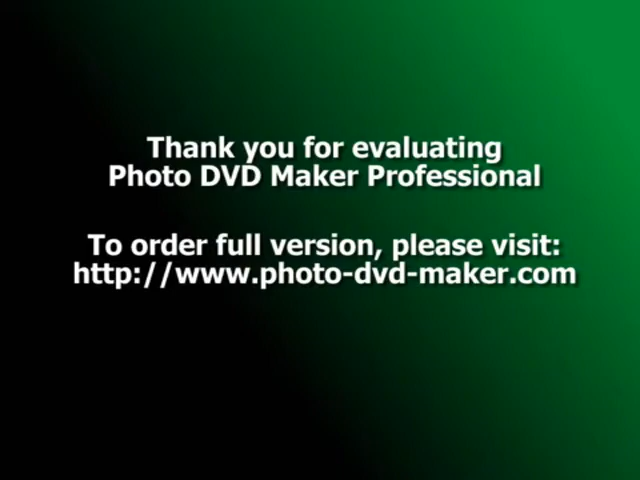 Thank you for evaluating
Photo DVD Maker Professional
To order full version, please visit:
http://www.photo-dvd-maker.com